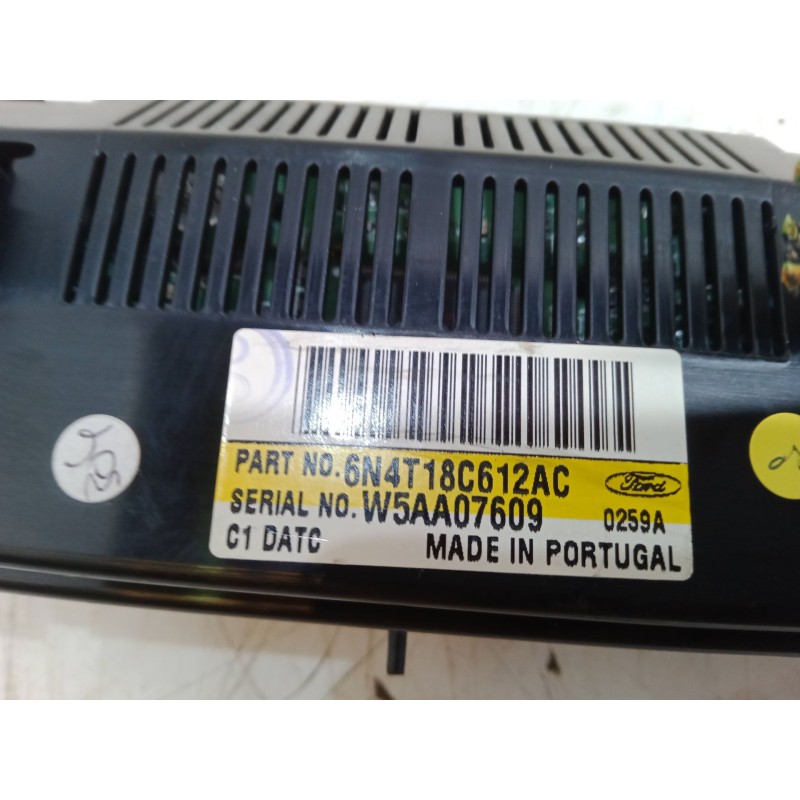 PART NO. 6N4T18C612AC
Ford
SERIAL NO. W5AA07609
0259A
C1 DATC
MADE IN PORTUGAL